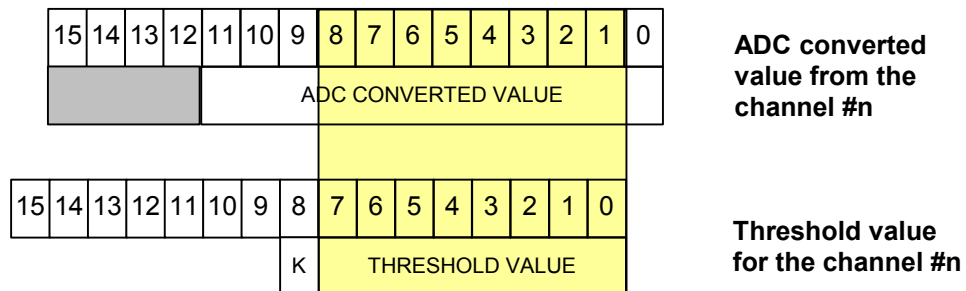 15 14 13 12 11 10 9 8 7 6 5 4 3 2 1 0
ADC CONVERTED VALUE
ADC converted
value from the
channel #n
15 14 13 12 11 10 9 8 7 6 5 4 3 2 1 0
K THRESHOLD VALUE
Threshold value
for the channel #n